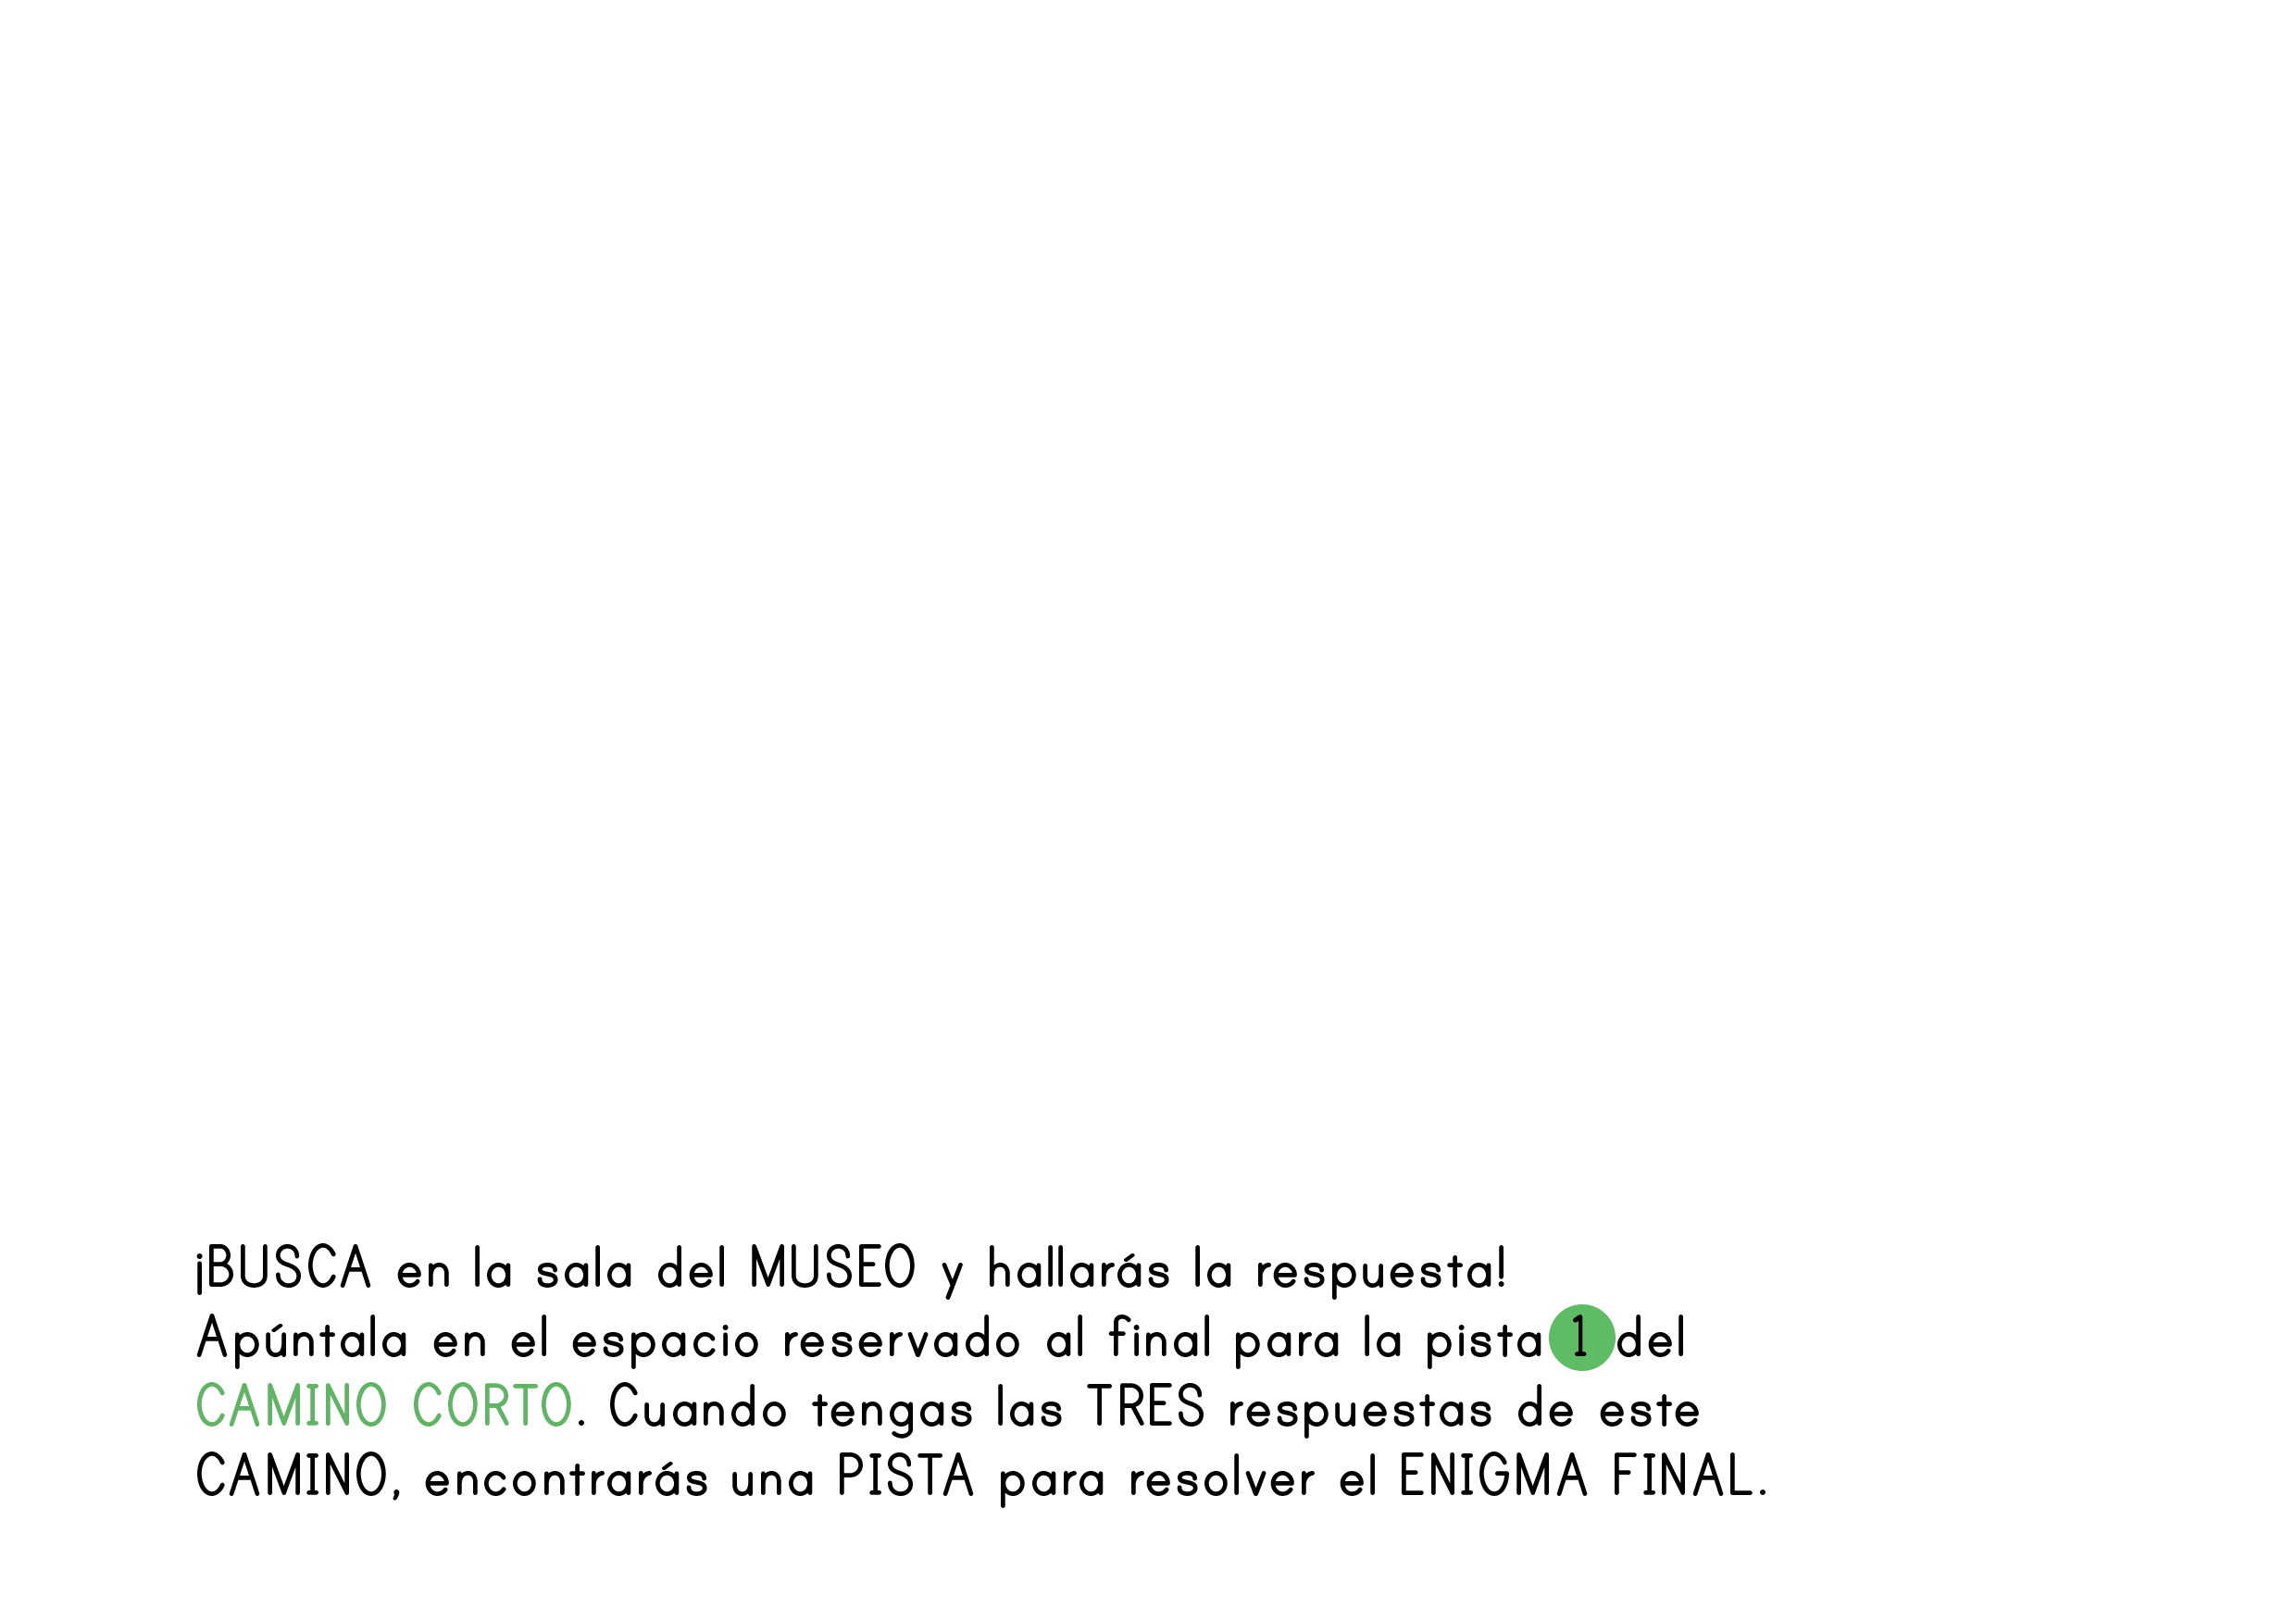 ¡BUSCA en la sala del MUSEO y hallarás la respuesta!
Apúntala en el espacio reservado al final para la pista 1 del
CAMINO CORTO. Cuando tengas las TRES respuestas de este
CAMINO, encontrarás una PISTA para resolver el ENIGMA FINAL.